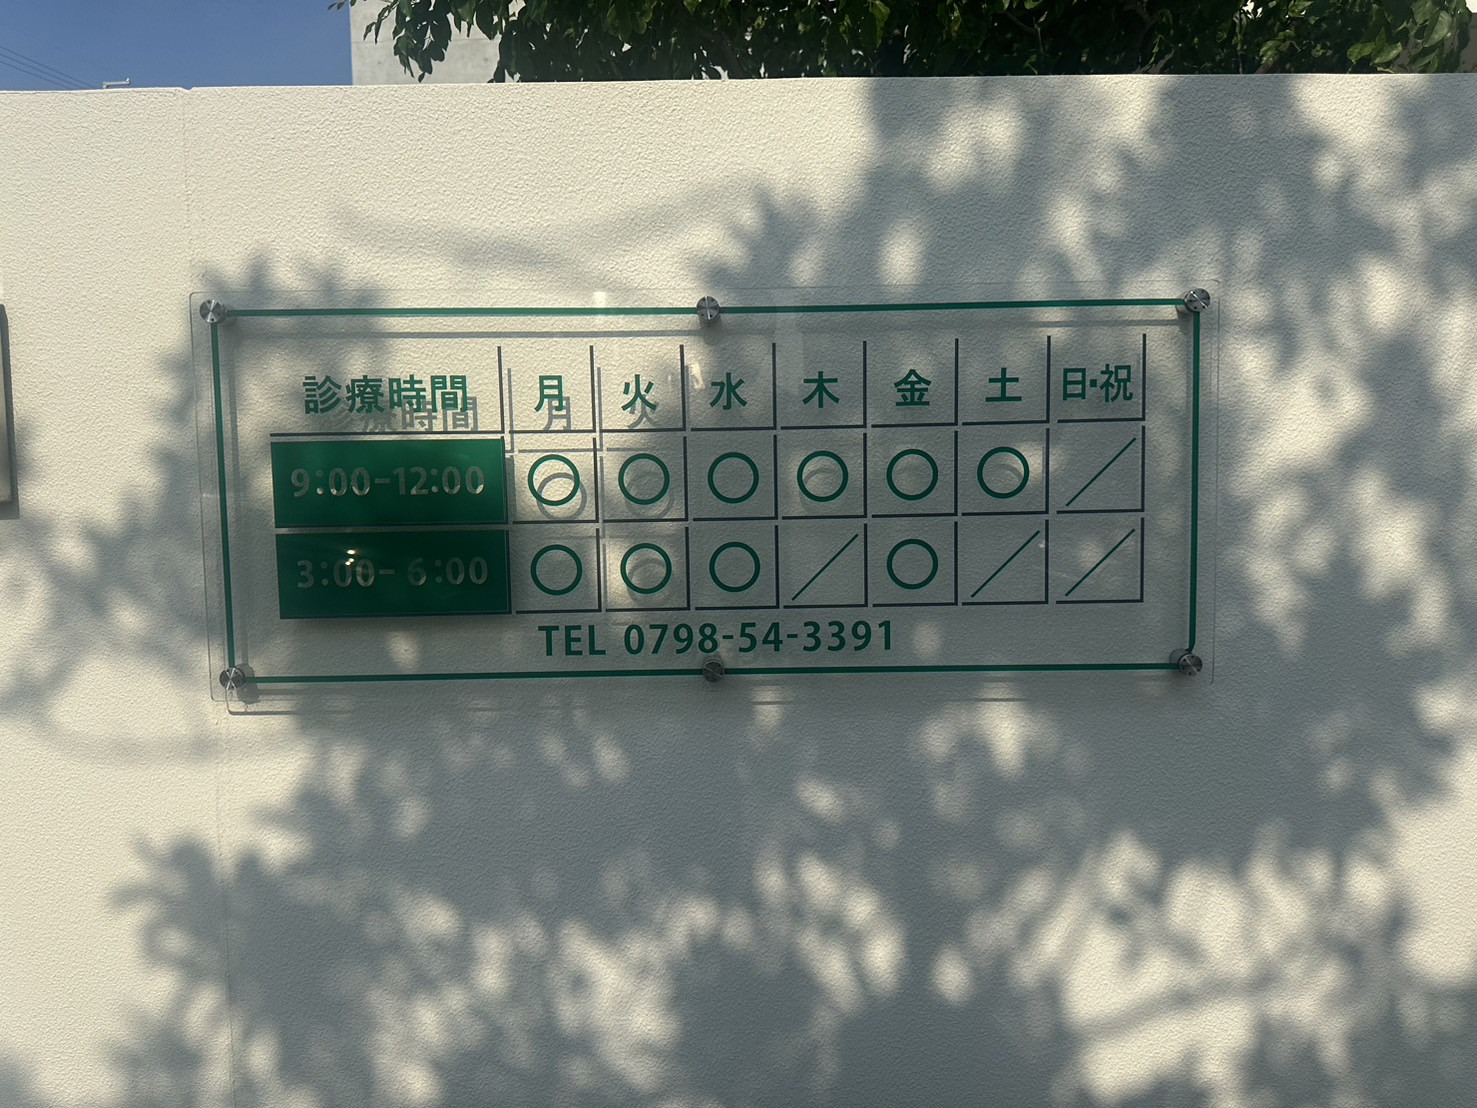 診療時間 月 火 水 木 金 土 日・祝
9:00-12:00 ○ ○ ○ ○ ○ ○ ／
3:00- 6:00 ○ ○ ○ ／ ○ ／ ／
TEL 0798-54-3391